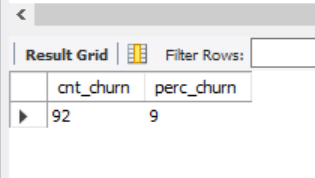 Result Grid Filter Rows:
cnt_churn perc_churn
92 9